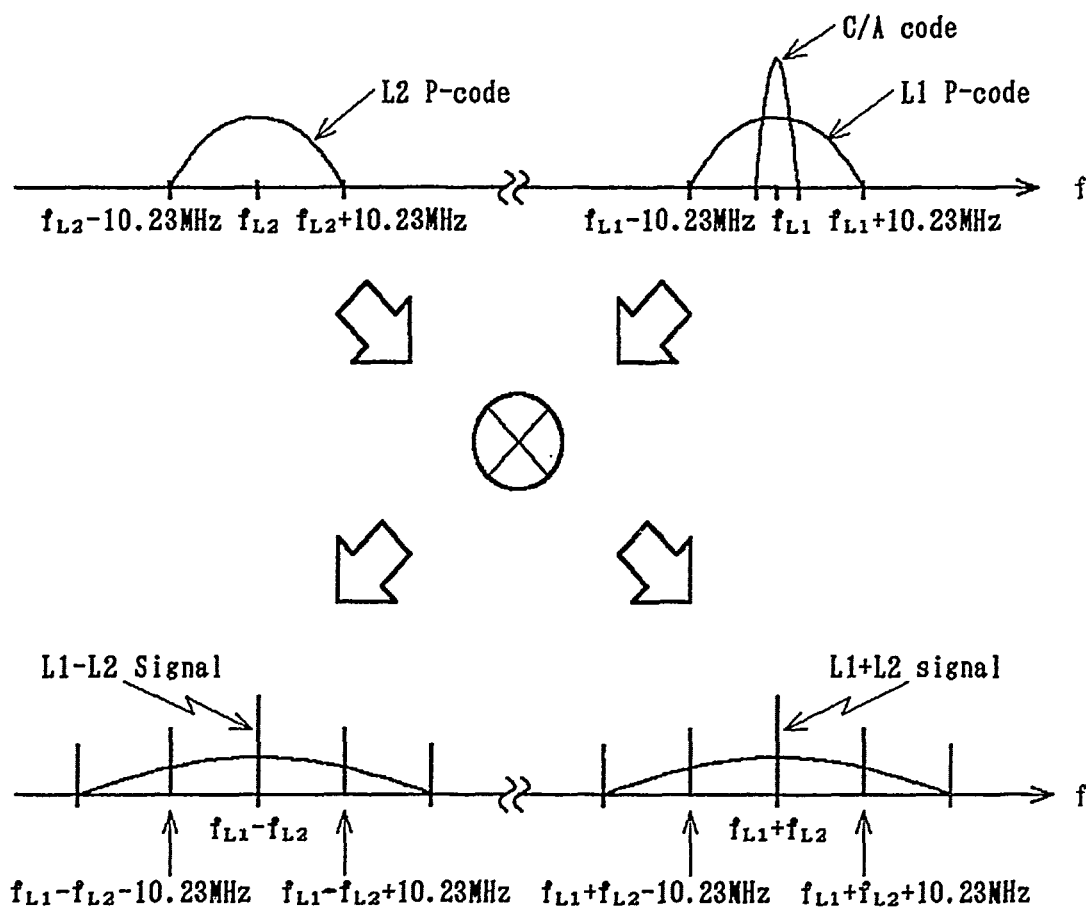 C/A code
L2 P-code
L1 P-code
f
fL2-10.23MHz fL2 fL2+10.23MHz
fL1-10.23MHz fL1 fL1+10.23MHz
L1-L2 Signal
L1+L2 signal
f
fL1-fL2
fL1+fL2
fL1-fL2-10.23MHz fL1-fL2+10.23MHz
fL1+fL2-10.23MHz fL1+fL2+10.23MHz